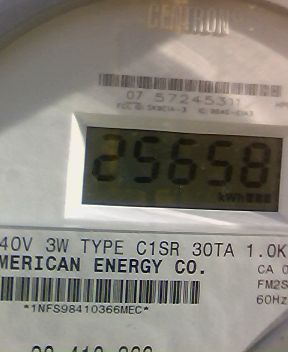 CENTRON
07 57245311
25658
kWh
40V 3W TYPE C1SR 30TA 1.0K
MERICAN ENERGY CO.
CA 0
FM2S
60Hz
*1NFS98410366MEC*